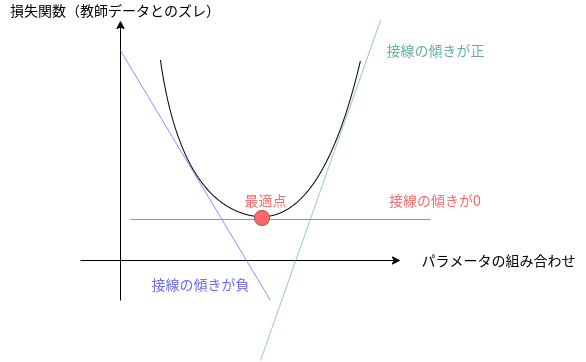 損失関数（教師データとのズレ）
接線の傾きが正
最適点
接線の傾きが0
パラメータの組み合わせ
接線の傾きが負